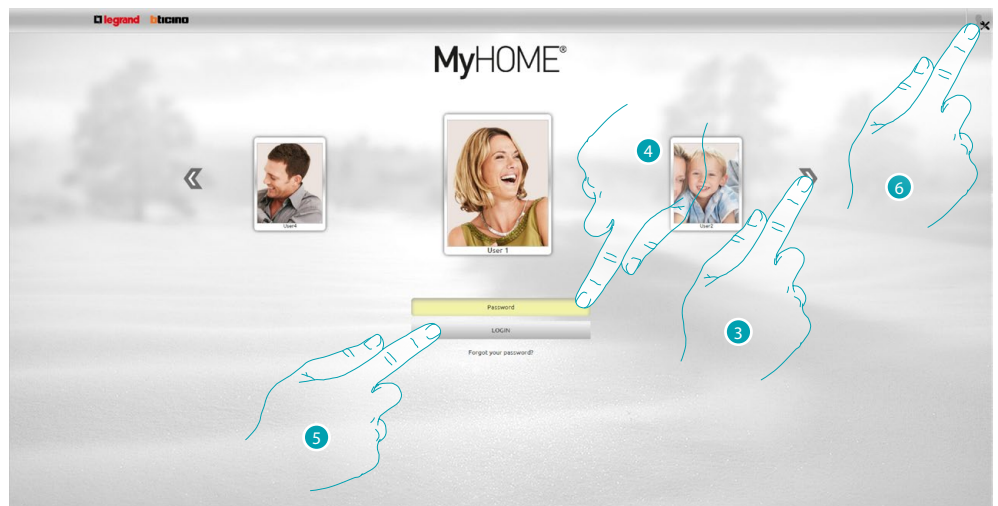 legrand bticino
MyHOME®
4
6
User4
User 1
User2
Password
3
LOGIN
Forgot your password?
5